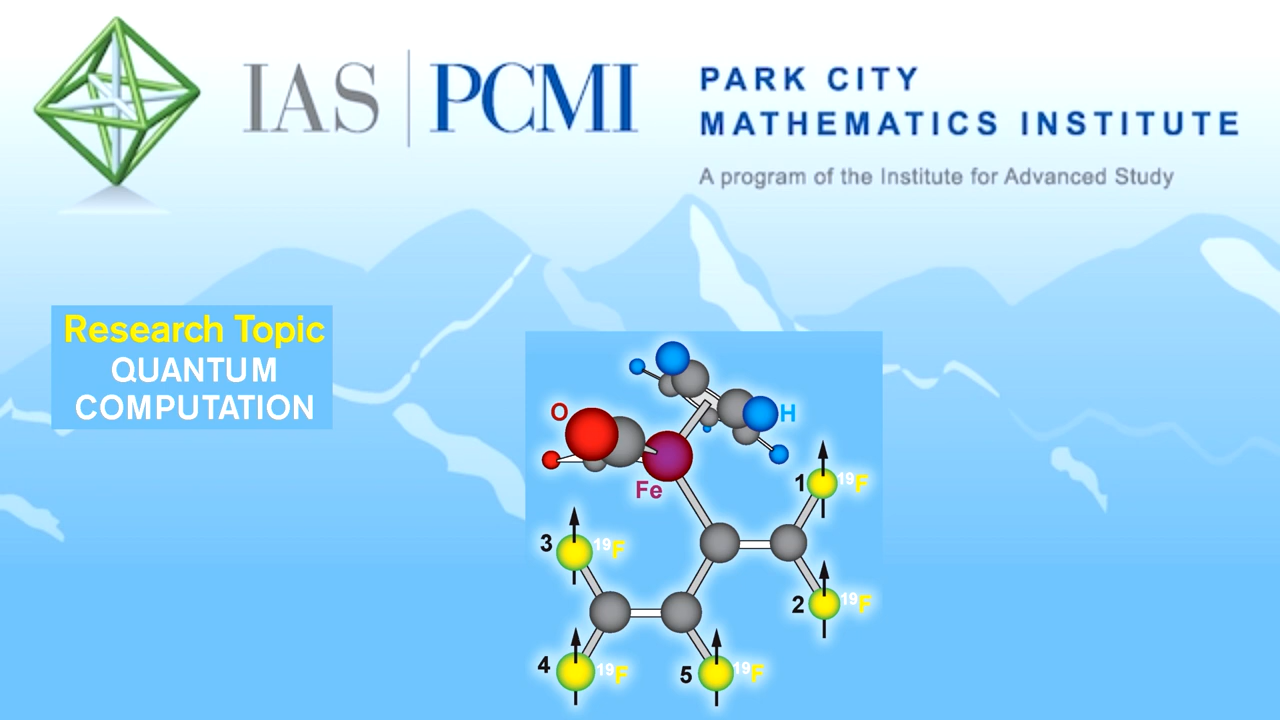 IAS | PCMI
PARK CITY
MATHEMATICS INSTITUTE
A program of the Institute for Advanced Study
Research Topic
QUANTUM
COMPUTATION
O
H
Fe
1 ¹⁹F
3 ¹⁹F
2 ¹⁹F
4 ¹⁹F
5 ¹⁹F